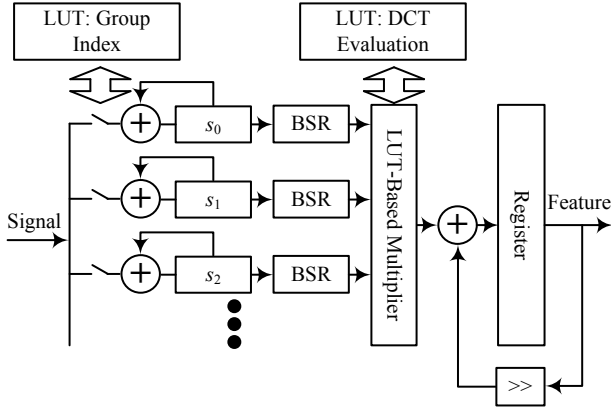 LUT: Group
Index
LUT: DCT
Evaluation
Signal
s0
BSR
s1
BSR
s2
BSR
LUT-Based Multiplier
Register
Feature
>>